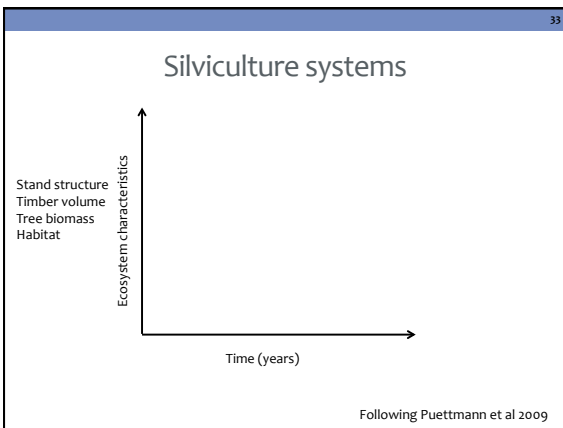 33
Silviculture systems
Stand structure
Timber volume
Tree biomass
Habitat
Ecosystem characteristics
Time (years)
Following Puettmann et al 2009